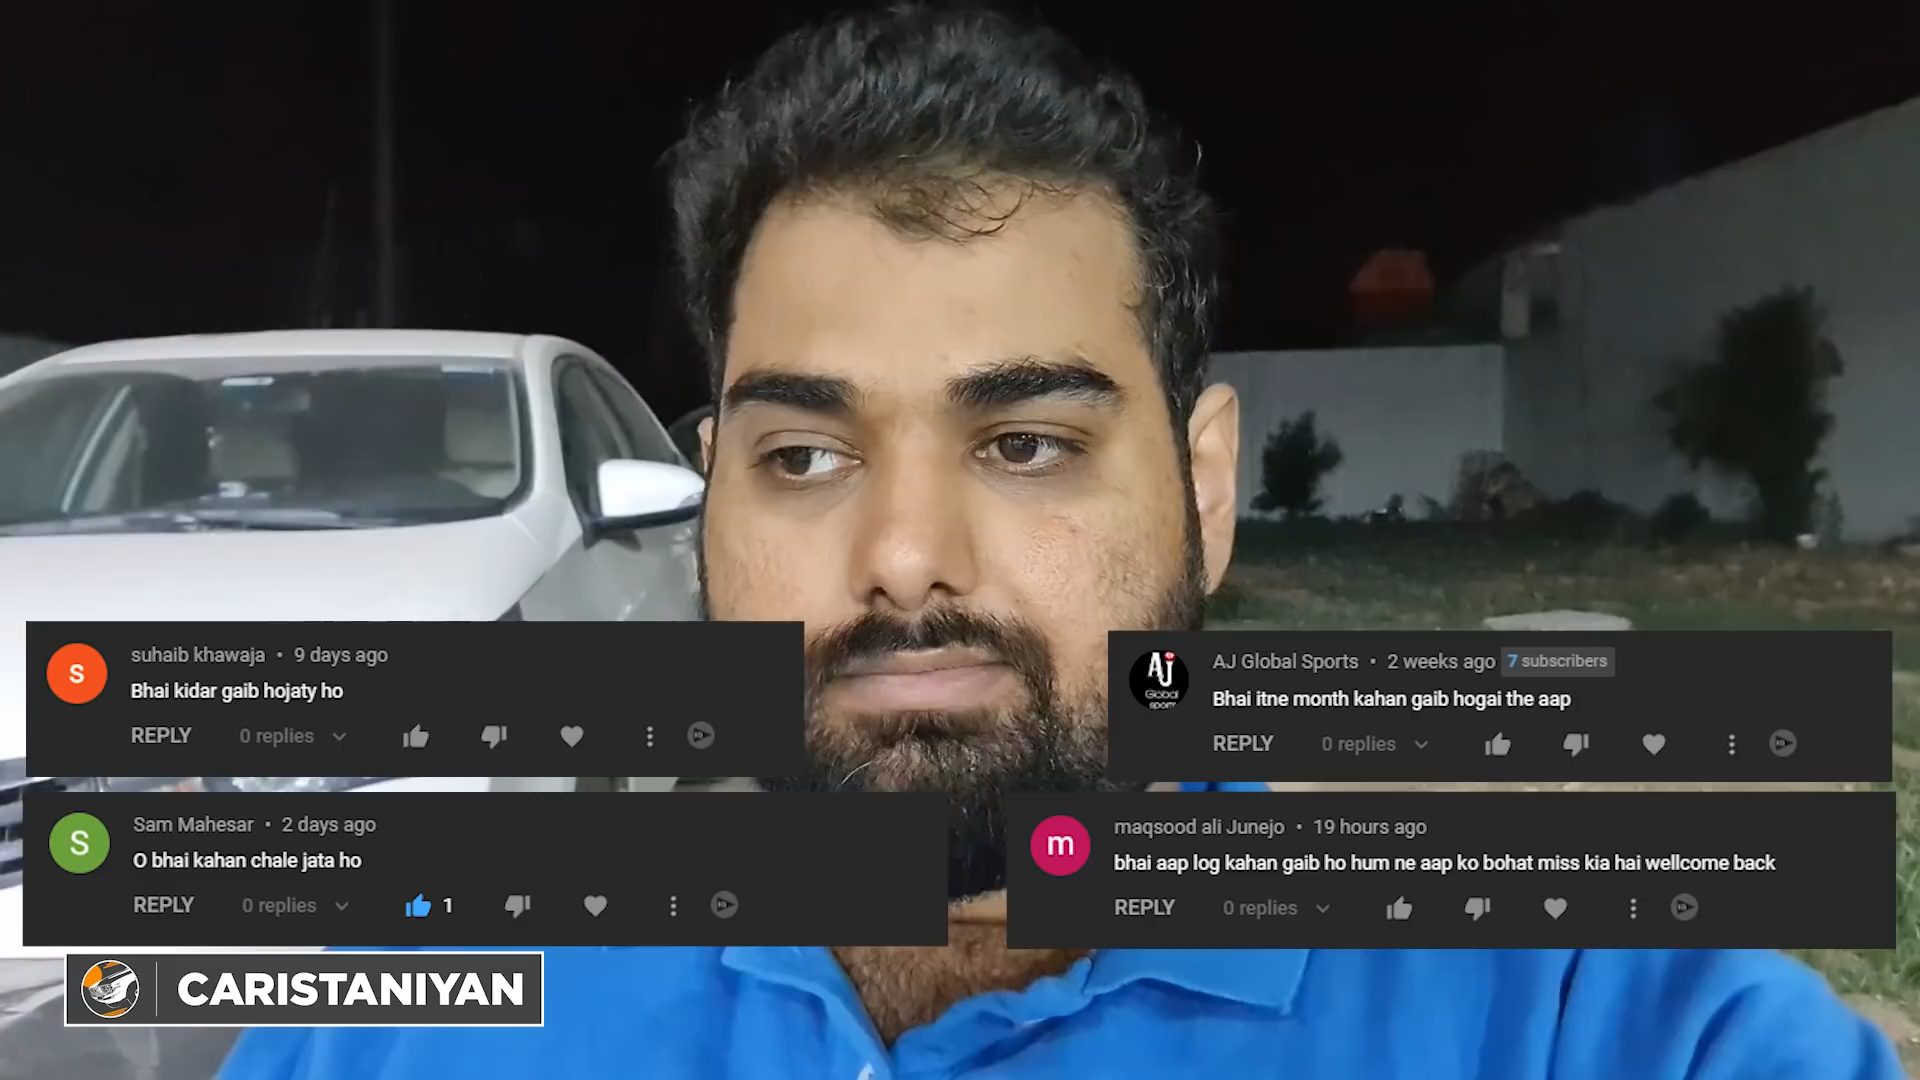 S
suhaib khawaja • 9 days ago
Bhai kidar gaib hojaty ho
REPLY 0 replies
AJ Global sports
AJ Global Sports • 2 weeks ago 7 subscribers
Bhai itne month kahan gaib hogai the aap
REPLY 0 replies
S
Sam Mahesar • 2 days ago
O bhai kahan chale jata ho
REPLY 0 replies 1
m
maqsood ali Junejo • 19 hours ago
bhai aap log kahan gaib ho hum ne aap ko bohat miss kia hai wellcome back
REPLY 0 replies
CARISTANIYAN